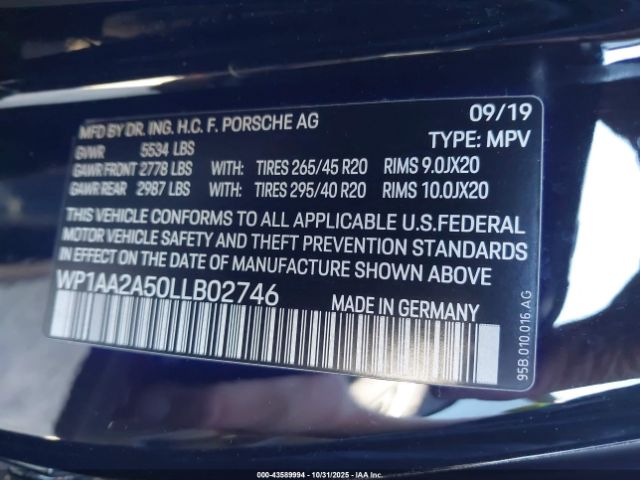 MFD BY DR. ING. H.C. F. PORSCHE AG 09/19
GVWR 5534 LBS TYPE: MPV
GAWR FRONT 2778 LBS WITH: TIRES 265/45 R20 RIMS 9.0JX20
GAWR REAR 2987 LBS WITH: TIRES 295/40 R20 RIMS 10.0JX20
THIS VEHICLE CONFORMS TO ALL APPLICABLE U.S.FEDERAL
MOTOR VEHICLE SAFETY AND THEFT PREVENTION STANDARDS
IN EFFECT ON THE DATE OF MANUFACTURE SHOWN ABOVE
WP1AA2A50LLB02746 MADE IN GERMANY
95B 010.016 AG
000-43589994 | 10/31/2025 | IAA, Inc.